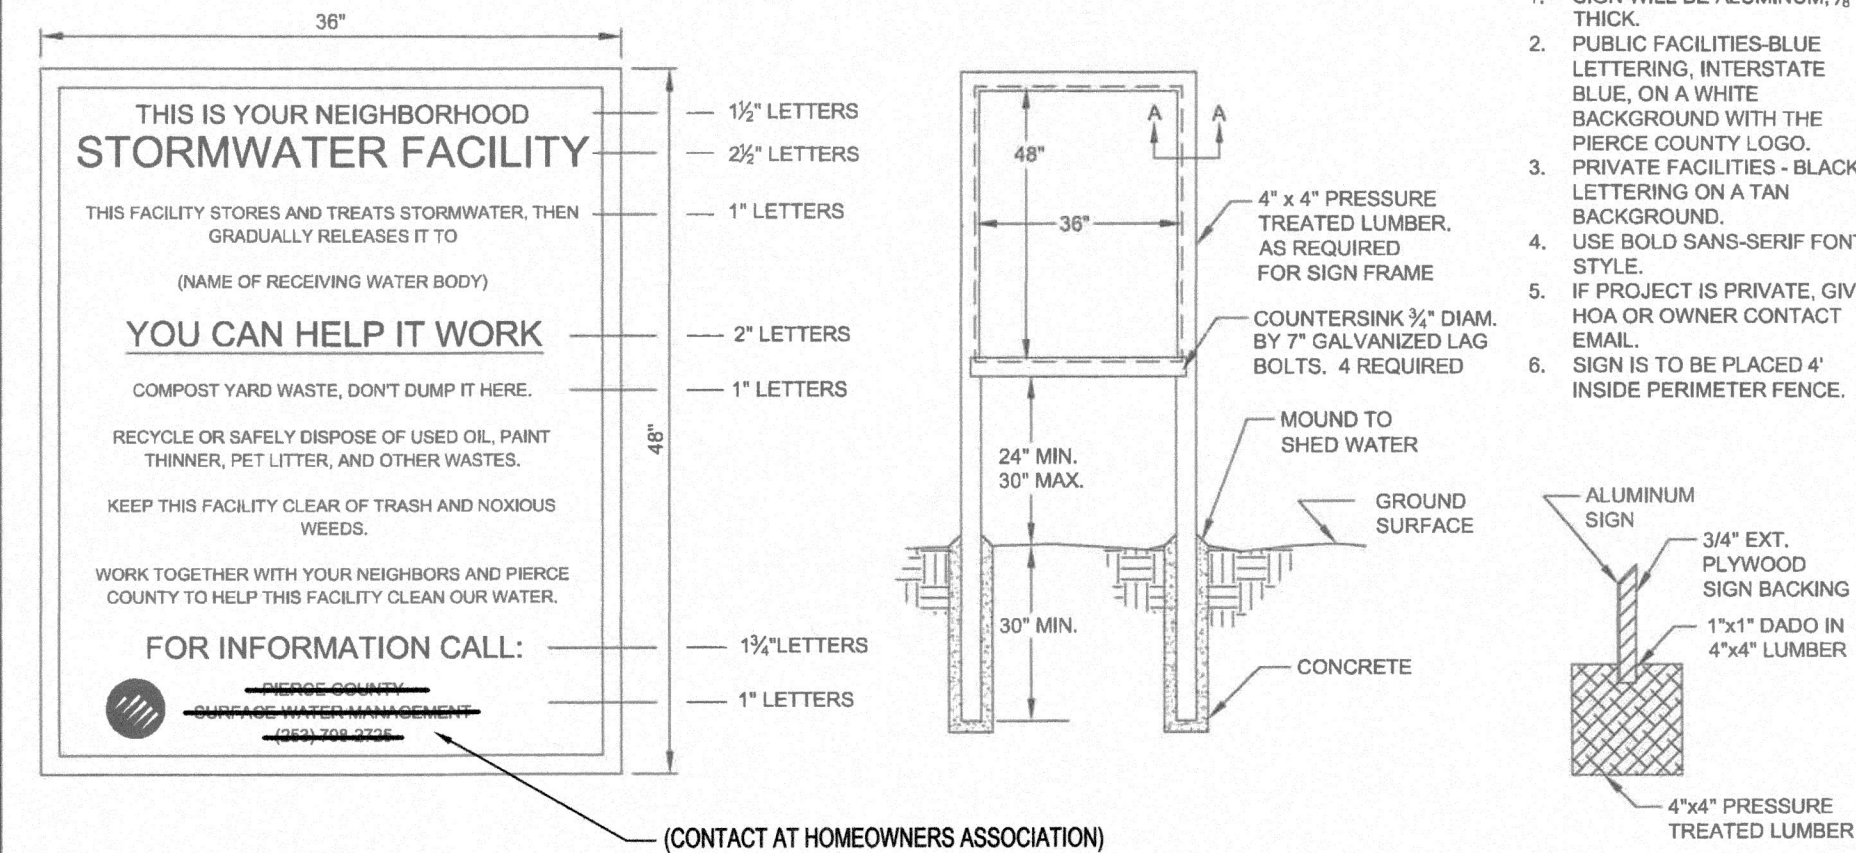 36"
THIS IS YOUR NEIGHBORHOOD
STORMWATER FACILITY
THIS FACILITY STORES AND TREATS STORMWATER, THEN
GRADUALLY RELEASES IT TO
(NAME OF RECEIVING WATER BODY)
YOU CAN HELP IT WORK
COMPOST YARD WASTE, DON'T DUMP IT HERE.
RECYCLE OR SAFELY DISPOSE OF USED OIL, PAINT
THINNER, PET LITTER, AND OTHER WASTES.
KEEP THIS FACILITY CLEAR OF TRASH AND NOXIOUS
WEEDS.
WORK TOGETHER WITH YOUR NEIGHBORS AND PIERCE
COUNTY TO HELP THIS FACILITY CLEAN OUR WATER.
FOR INFORMATION CALL:
PIERCE COUNTY
SURFACE WATER MANAGEMENT
(253) 798-2725
48"
1½" LETTERS
2½" LETTERS
1" LETTERS
2" LETTERS
1" LETTERS
1¾"LETTERS
1" LETTERS
(CONTACT AT HOMEOWNERS ASSOCIATION)
A A
48"
36"
4" x 4" PRESSURE
TREATED LUMBER.
AS REQUIRED
FOR SIGN FRAME
COUNTERSINK ¾" DIAM.
BY 7" GALVANIZED LAG
BOLTS. 4 REQUIRED
MOUND TO
SHED WATER
24" MIN.
30" MAX.
GROUND
SURFACE
30" MIN.
CONCRETE
1. SIGN WILL BE ALUMINUM,
THICK.
2. PUBLIC FACILITIES-BLUE
LETTERING, INTERSTATE
BLUE, ON A WHITE
BACKGROUND WITH THE
PIERCE COUNTY LOGO.
3. PRIVATE FACILITIES - BLACK
LETTERING ON A TAN
BACKGROUND.
4. USE BOLD SANS-SERIF FONT
STYLE.
5. IF PROJECT IS PRIVATE, GIV
HOA OR OWNER CONTACT
EMAIL.
6. SIGN IS TO BE PLACED 4'
INSIDE PERIMETER FENCE.
ALUMINUM
SIGN
3/4" EXT.
PLYWOOD
SIGN BACKING
1"x1" DADO IN
4"x4" LUMBER
4"x4" PRESSURE
TREATED LUMBER